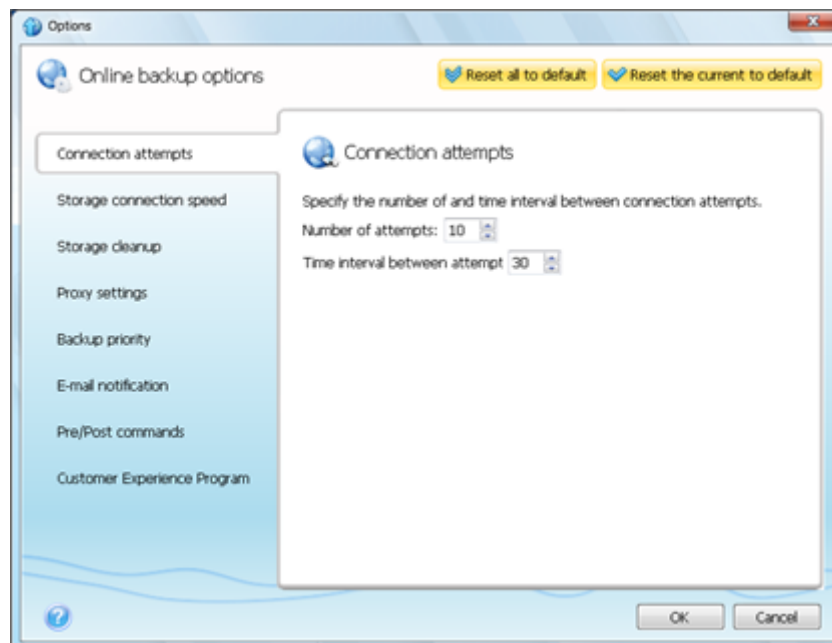 Options
Online backup options
Reset all to default
Reset the current to default
Connection attempts
Storage connection speed
Storage cleanup
Proxy settings
Backup priority
E-mail notification
Pre/Post commands
Customer Experience Program
Connection attempts
Specify the number of and time interval between connection attempts.
Number of attempts: 10
Time interval between attempt 30
OK
Cancel